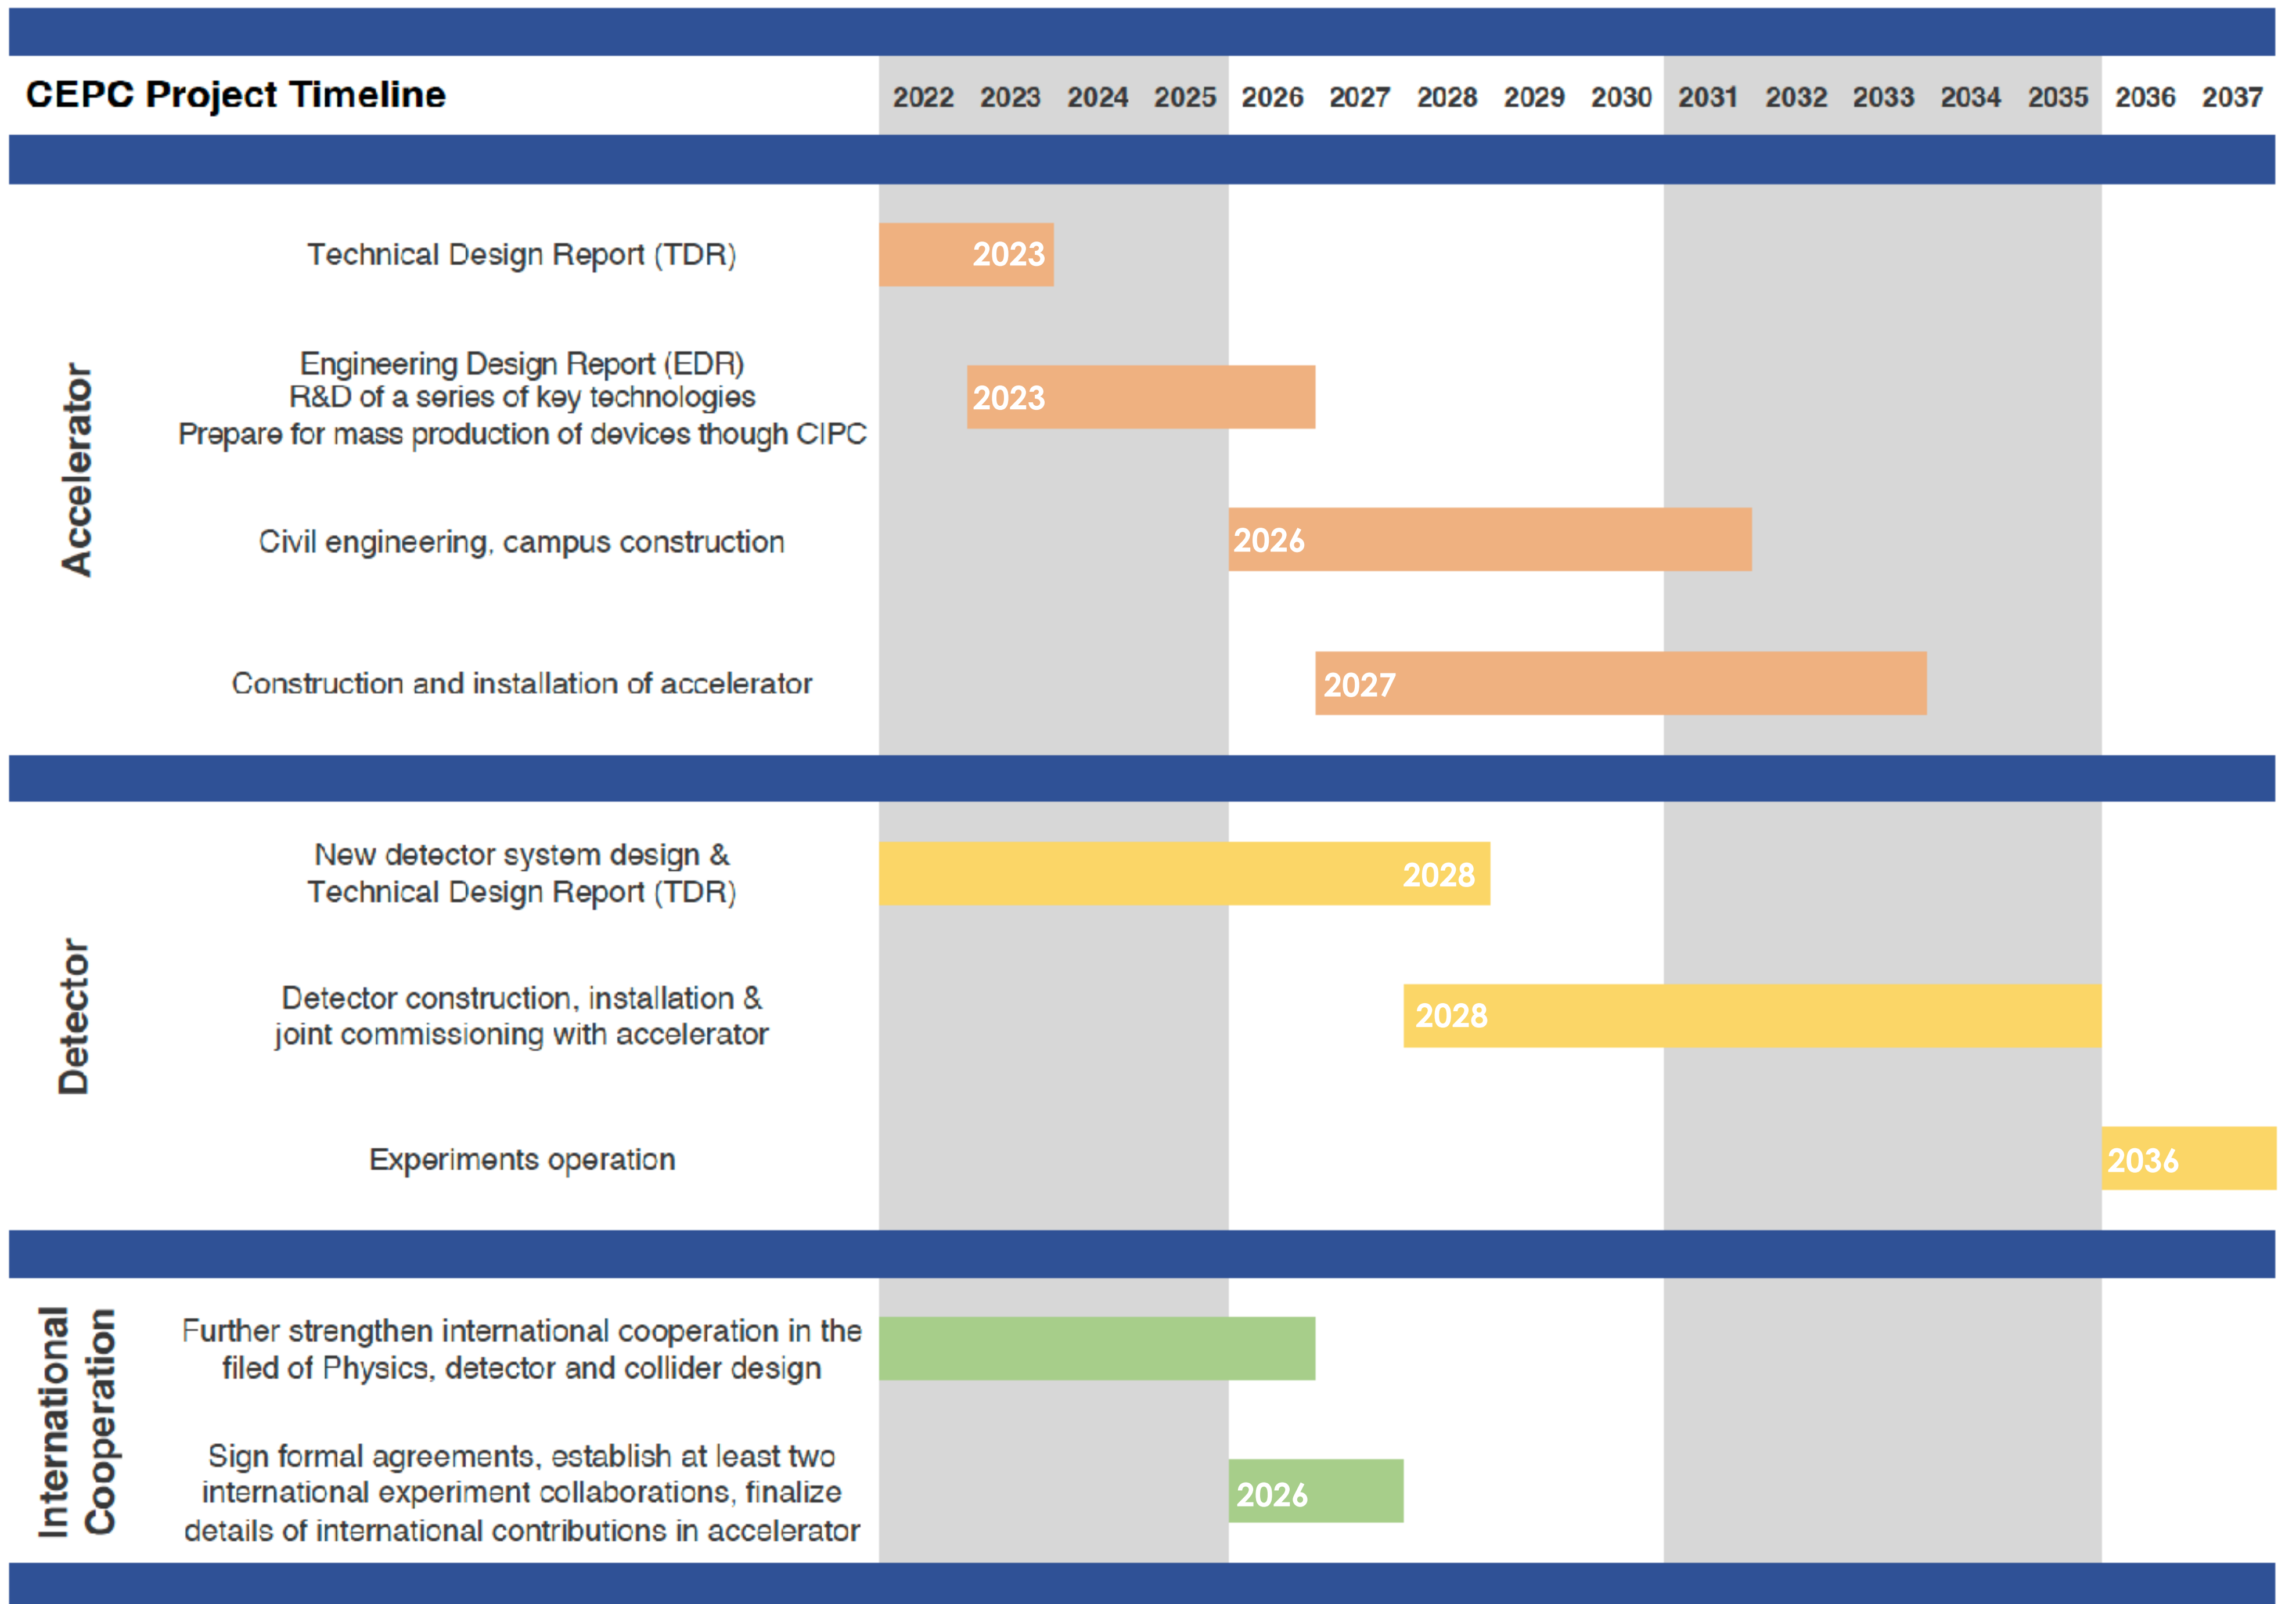 CEPC Project Timeline 2022 2023 2024 2025 2026 2027 2028 2029 2030 2031 2032 2033 2034 2035 2036 2037
Accelerator
Technical Design Report (TDR)
2023
Engineering Design Report (EDR)
R&D of a series of key technologies
Prepare for mass production of devices though CIPC
2023
Civil engineering, campus construction
2026
Construction and installation of accelerator
2027
Detector
New detector system design &
Technical Design Report (TDR)
2028
Detector construction, installation &
joint commissioning with accelerator
2028
Experiments operation
2036
International
Cooperation
Further strengthen international cooperation in the
filed of Physics, detector and collider design
Sign formal agreements, establish at least two
international experiment collaborations, finalize
details of international contributions in accelerator
2026